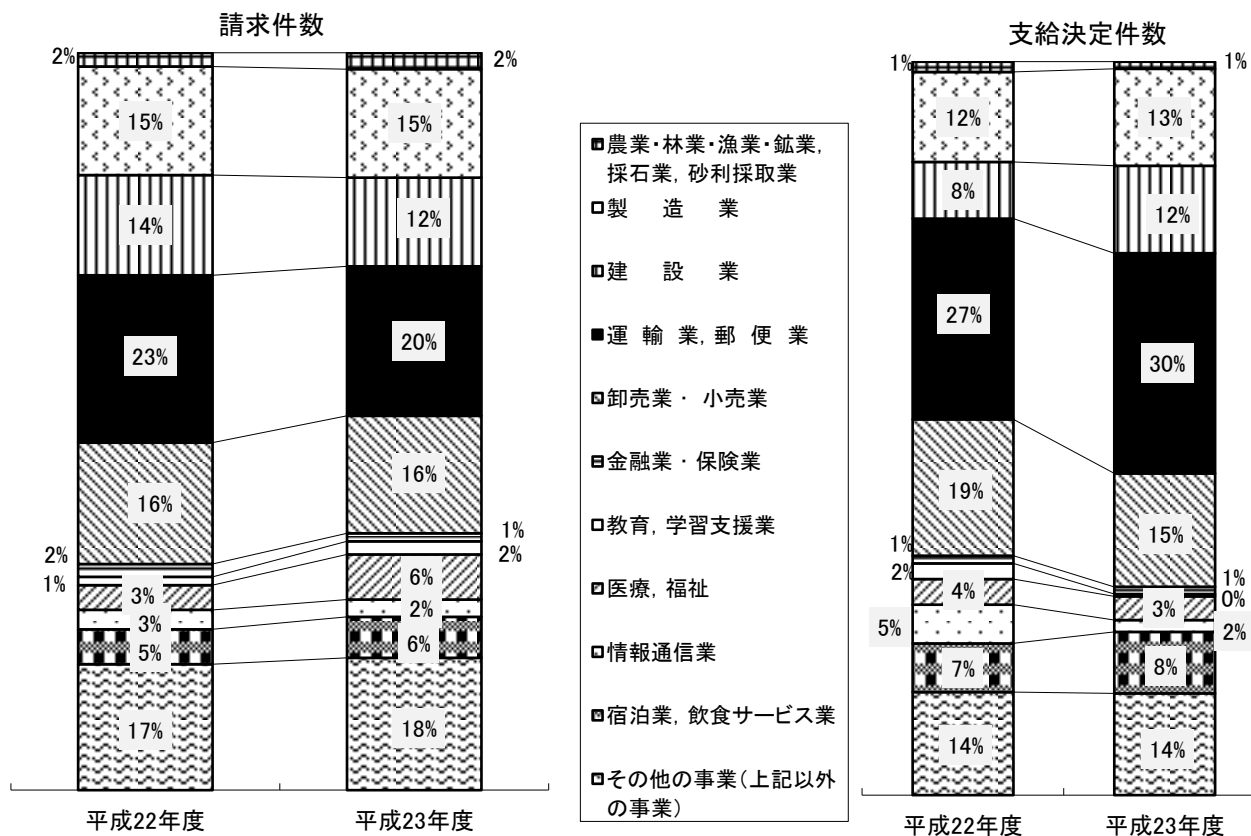 請求件数
2%
15%
14%
23%
16%
2%
1%
3%
3%
5%
17%
平成22年度
2%
15%
12%
20%
16%
1%
2%
6%
2%
6%
18%
平成23年度
農業・林業・漁業・鉱業,
採石業, 砂利採取業
製 造 業
建 設 業
運 輸 業, 郵 便 業
卸売業・小売業
金融業・保険業
教育, 学習支援業
医療, 福祉
情報通信業
宿泊業, 飲食サービス業
その他の事業(上記以外
の事業)
支給決定件数
1%
12%
8%
27%
19%
1%
2%
4%
5%
7%
14%
平成22年度
1%
13%
12%
30%
15%
1%
0%
3%
2%
8%
14%
平成23年度